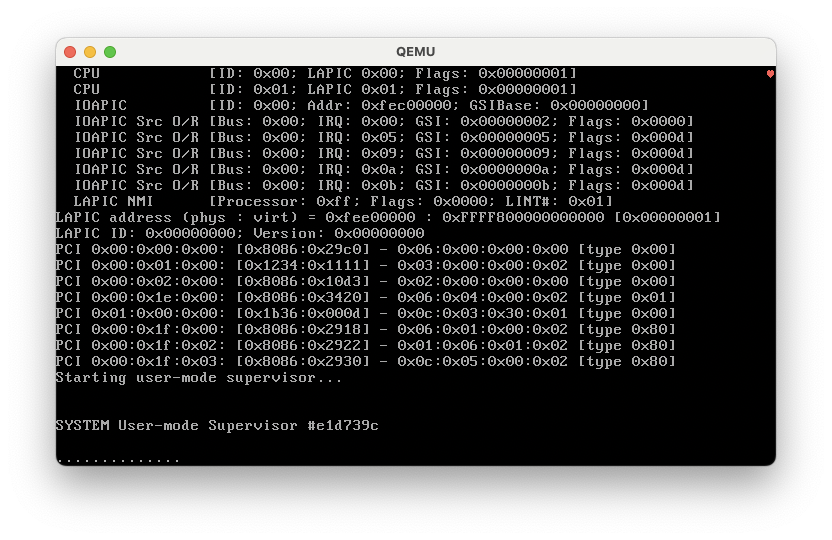 QEMU
CPU [ID: 0x00; LAPIC 0x00; Flags: 0x00000001]
CPU [ID: 0x01; LAPIC 0x01; Flags: 0x00000001]
IOAPIC [ID: 0x00; Addr: 0xfec00000; GSIBase: 0x00000000]
IOAPIC Src O/R [Bus: 0x00; IRQ: 0x00; GSI: 0x00000002; Flags: 0x0000]
IOAPIC Src O/R [Bus: 0x00; IRQ: 0x05; GSI: 0x00000005; Flags: 0x000d]
IOAPIC Src O/R [Bus: 0x00; IRQ: 0x09; GSI: 0x00000009; Flags: 0x000d]
IOAPIC Src O/R [Bus: 0x00; IRQ: 0x0a; GSI: 0x0000000a; Flags: 0x000d]
IOAPIC Src O/R [Bus: 0x00; IRQ: 0x0b; GSI: 0x0000000b; Flags: 0x000d]
LAPIC NMI [Processor: 0xff; Flags: 0x0000; LINT#: 0x01]
LAPIC address (phys : virt) = 0xfee00000 : 0xFFFF800000000000 [0x00000001]
LAPIC ID: 0x00000000; Version: 0x00000000
PCI 0x00:0x00:0x00: [0x8086:0x29c0] - 0x06:0x00:0x00:0x00 [type 0x00]
PCI 0x00:0x01:0x00: [0x1234:0x1111] - 0x03:0x00:0x00:0x02 [type 0x00]
PCI 0x00:0x02:0x00: [0x8086:0x10d3] - 0x02:0x00:0x00:0x00 [type 0x00]
PCI 0x00:0x1e:0x00: [0x8086:0x3420] - 0x06:0x04:0x00:0x02 [type 0x01]
PCI 0x01:0x00:0x00: [0x1b36:0x000d] - 0x0c:0x03:0x30:0x01 [type 0x00]
PCI 0x00:0x1f:0x00: [0x8086:0x2918] - 0x06:0x01:0x00:0x02 [type 0x80]
PCI 0x00:0x1f:0x02: [0x8086:0x2922] - 0x01:0x06:0x01:0x02 [type 0x80]
PCI 0x00:0x1f:0x03: [0x8086:0x2930] - 0x0c:0x05:0x00:0x02 [type 0x80]
Starting user-mode supervisor...
SYSTEM User-mode Supervisor #e1d739c
..............